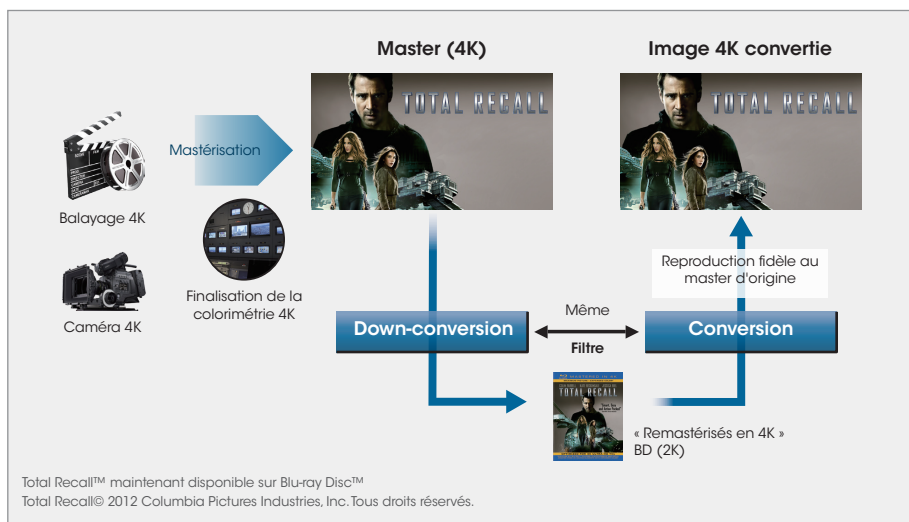 Master (4K)
Image 4K convertie
TOTAL RECALL
TOTAL RECALL
Mastérisation
Balayage 4K
Finalisation de la
colorimétrie 4K
Caméra 4K
Reproduction fidèle au
master d'origine
Down-conversion
Même
Filtre
Conversion
TOTAL RECALL
« Remastérisés en 4K »
BD (2K)
Total Recall™ maintenant disponible sur Blu-ray Disc™
Total Recall© 2012 Columbia Pictures Industries, Inc. Tous droits réservés.